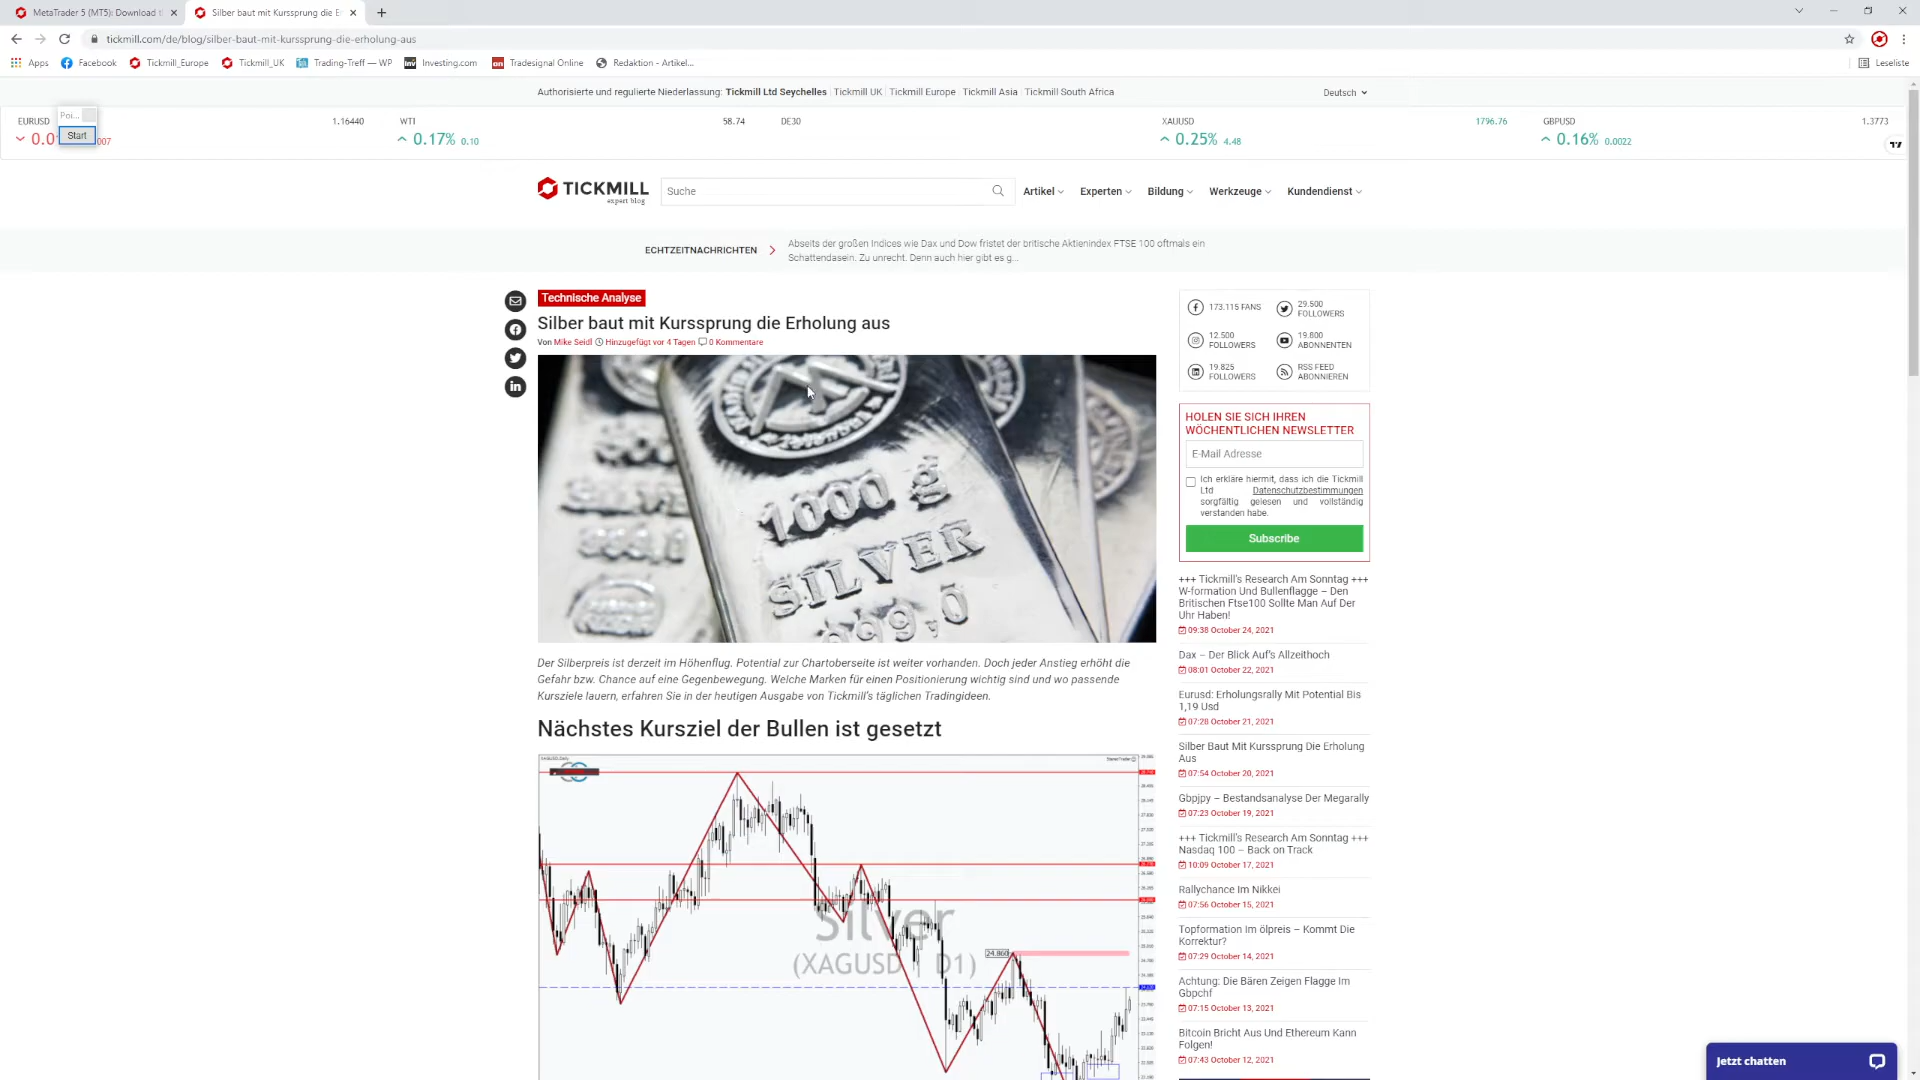 MetaTrader 5 (MT5): Download t
Silber baut mit Kurssprung die E
tickmill.com/de/blog/silber-baut-mit-kurssprung-die-erholung-aus
Apps
Facebook
Tickmill_Europe
Tickmill_UK
Trading-Treff — WP
Investing.com
Tradesignal Online
Redaktion - Artikel...
Leseliste
Authorisierte und regulierte Niederlassung: Tickmill Ltd Seychelles Tickmill UK Tickmill Europe Tickmill Asia Tickmill South Africa
Deutsch
EURUSD
1.16440
0.0
007
Poi...
Start
WTI
58.74
0.17% 0.10
DE30
XAUUSD
1796.76
0.25% 4.48
GBPUSD
1.3773
0.16% 0.0022
TICKMILL
expert blog
Suche
Artikel
Experten
Bildung
Werkzeuge
Kundendienst
ECHTZEITNACHRICHTEN
Abseits der großen Indices wie Dax und Dow fristet der britische Aktienindex FTSE 100 oftmals ein
Schattendasein. Zu unrecht. Denn auch hier gibt es g...
Technische Analyse
Silber baut mit Kurssprung die Erholung aus
Von Mike Seidl Hinzugefügt vor 4 Tagen 0 Kommentare
1000 g
SILVER
999,0
Der Silberpreis ist derzeit im Höhenflug. Potential zur Chartoberseite ist weiter vorhanden. Doch jeder Anstieg erhöht die
Gefahr bzw. Chance auf eine Gegenbewegung. Welche Marken für einen Positionierung wichtig sind und wo passende
Kursziele lauern, erfahren Sie in der heutigen Ausgabe von Tickmill's täglichen Tradingideen.
Nächstes Kursziel der Bullen ist gesetzt
Silver
(XAGUSD D1)
24.860
173.115 FANS
29.500
FOLLOWERS
12.500
FOLLOWERS
19.800
ABONNENTEN
19.825
FOLLOWERS
RSS FEED
ABONNIEREN
HOLEN SIE SICH IHREN
WÖCHENTLICHEN NEWSLETTER
E-Mail Adresse
Ich erkläre hiermit, dass ich die Tickmill
Ltd Datenschutzbestimmungen
sorgfältig gelesen und vollständig
verstanden habe.
Subscribe
+++ Tickmill's Research Am Sonntag +++
W-formation Und Bullenflagge – Den
Britischen Ftse100 Sollte Man Auf Der
Uhr Haben!
09:38 October 24, 2021
Dax – Der Blick Auf's Allzeithoch
08:01 October 22, 2021
Eurusd: Erholungsrally Mit Potential Bis
1,19 Usd
07:28 October 21, 2021
Silber Baut Mit Kurssprung Die Erholung
Aus
07:54 October 20, 2021
Gbpjpy – Bestandsanalyse Der Megarally
07:23 October 19, 2021
+++ Tickmill's Research Am Sonntag +++
Nasdaq 100 – Back on Track
10:09 October 17, 2021
Rallychance Im Nikkei
07:56 October 15, 2021
Topformation Im ölpreis – Kommt Die
Korrektur?
07:29 October 14, 2021
Achtung: Die Bären Zeigen Flagge Im
Gbpchf
07:15 October 13, 2021
Bitcoin Bricht Aus Und Ethereum Kann
Folgen!
07:43 October 12, 2021
Jetzt chatten